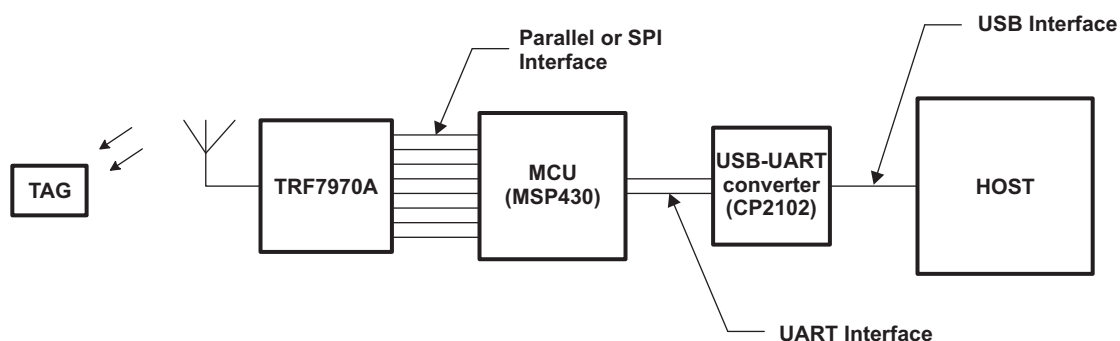 Parallel or SPI
Interface
USB Interface
TAG
TRF7970A
MCU
(MSP430)
USB-UART
converter
(CP2102)
HOST
UART Interface